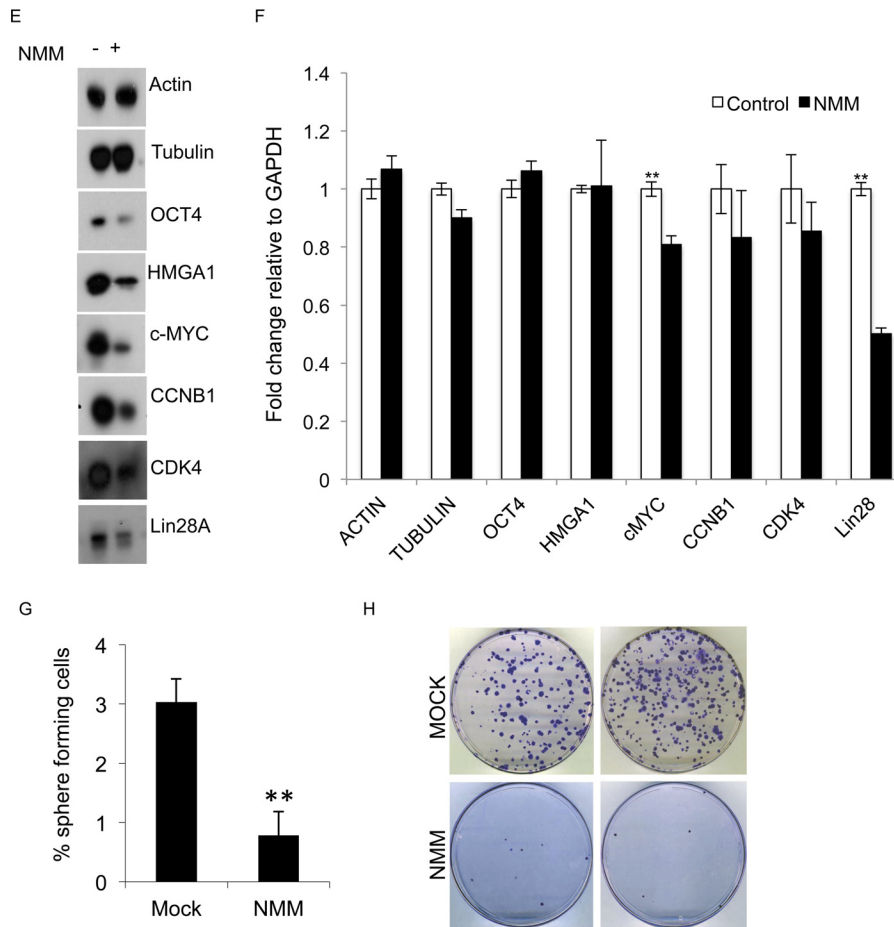 E
NMM - +
Actin
Tubulin
OCT4
HMGA1
c-MYC
CCNB1
CDK4
Lin28A
F
Fold change relative to GAPDH
1.4
1.2
1
0.8
0.6
0.4
0.2
0
Control NMM
**
**
ACTIN
TUBULIN
OCT4
HMGA1
cMYC
CCNB1
CDK4
Lin28
G
% sphere forming cells
4
3
2
1
0
**
Mock
NMM
H
MOCK
NMM